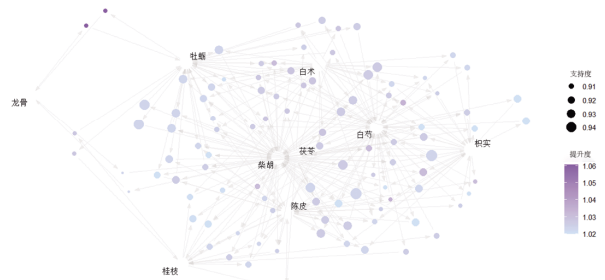 牡蛎
白术
龙骨
白芍
枳实
茯苓
柴胡
陈皮
桂枝
支持度
0.91
0.92
0.93
0.94
提升度
1.06
1.05
1.04
1.03
1.02